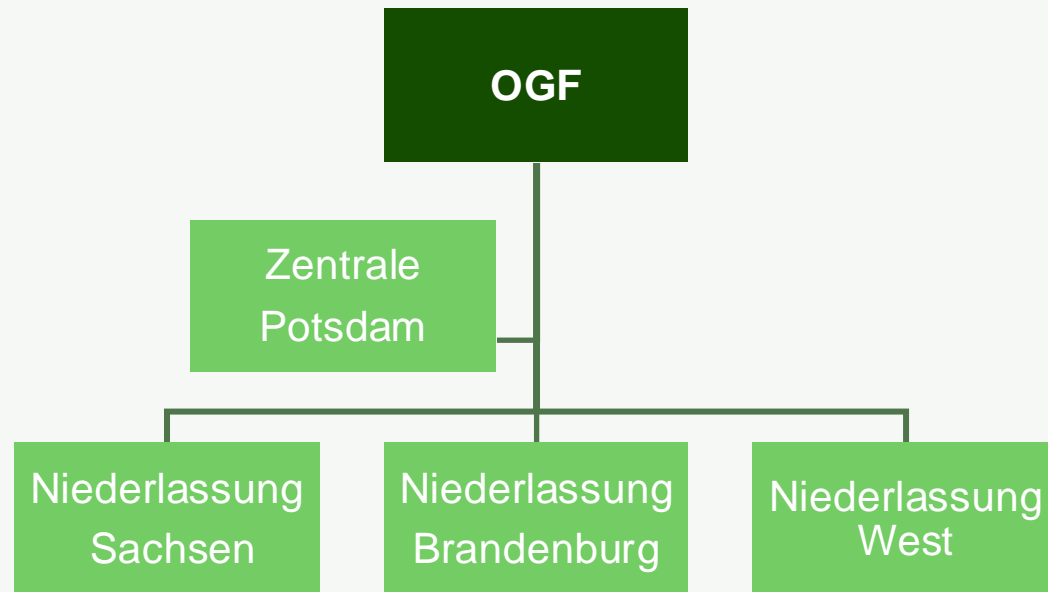 OGF
Zentrale
Potsdam
Niederlassung
Sachsen
Niederlassung
Brandenburg
Niederlassung
West